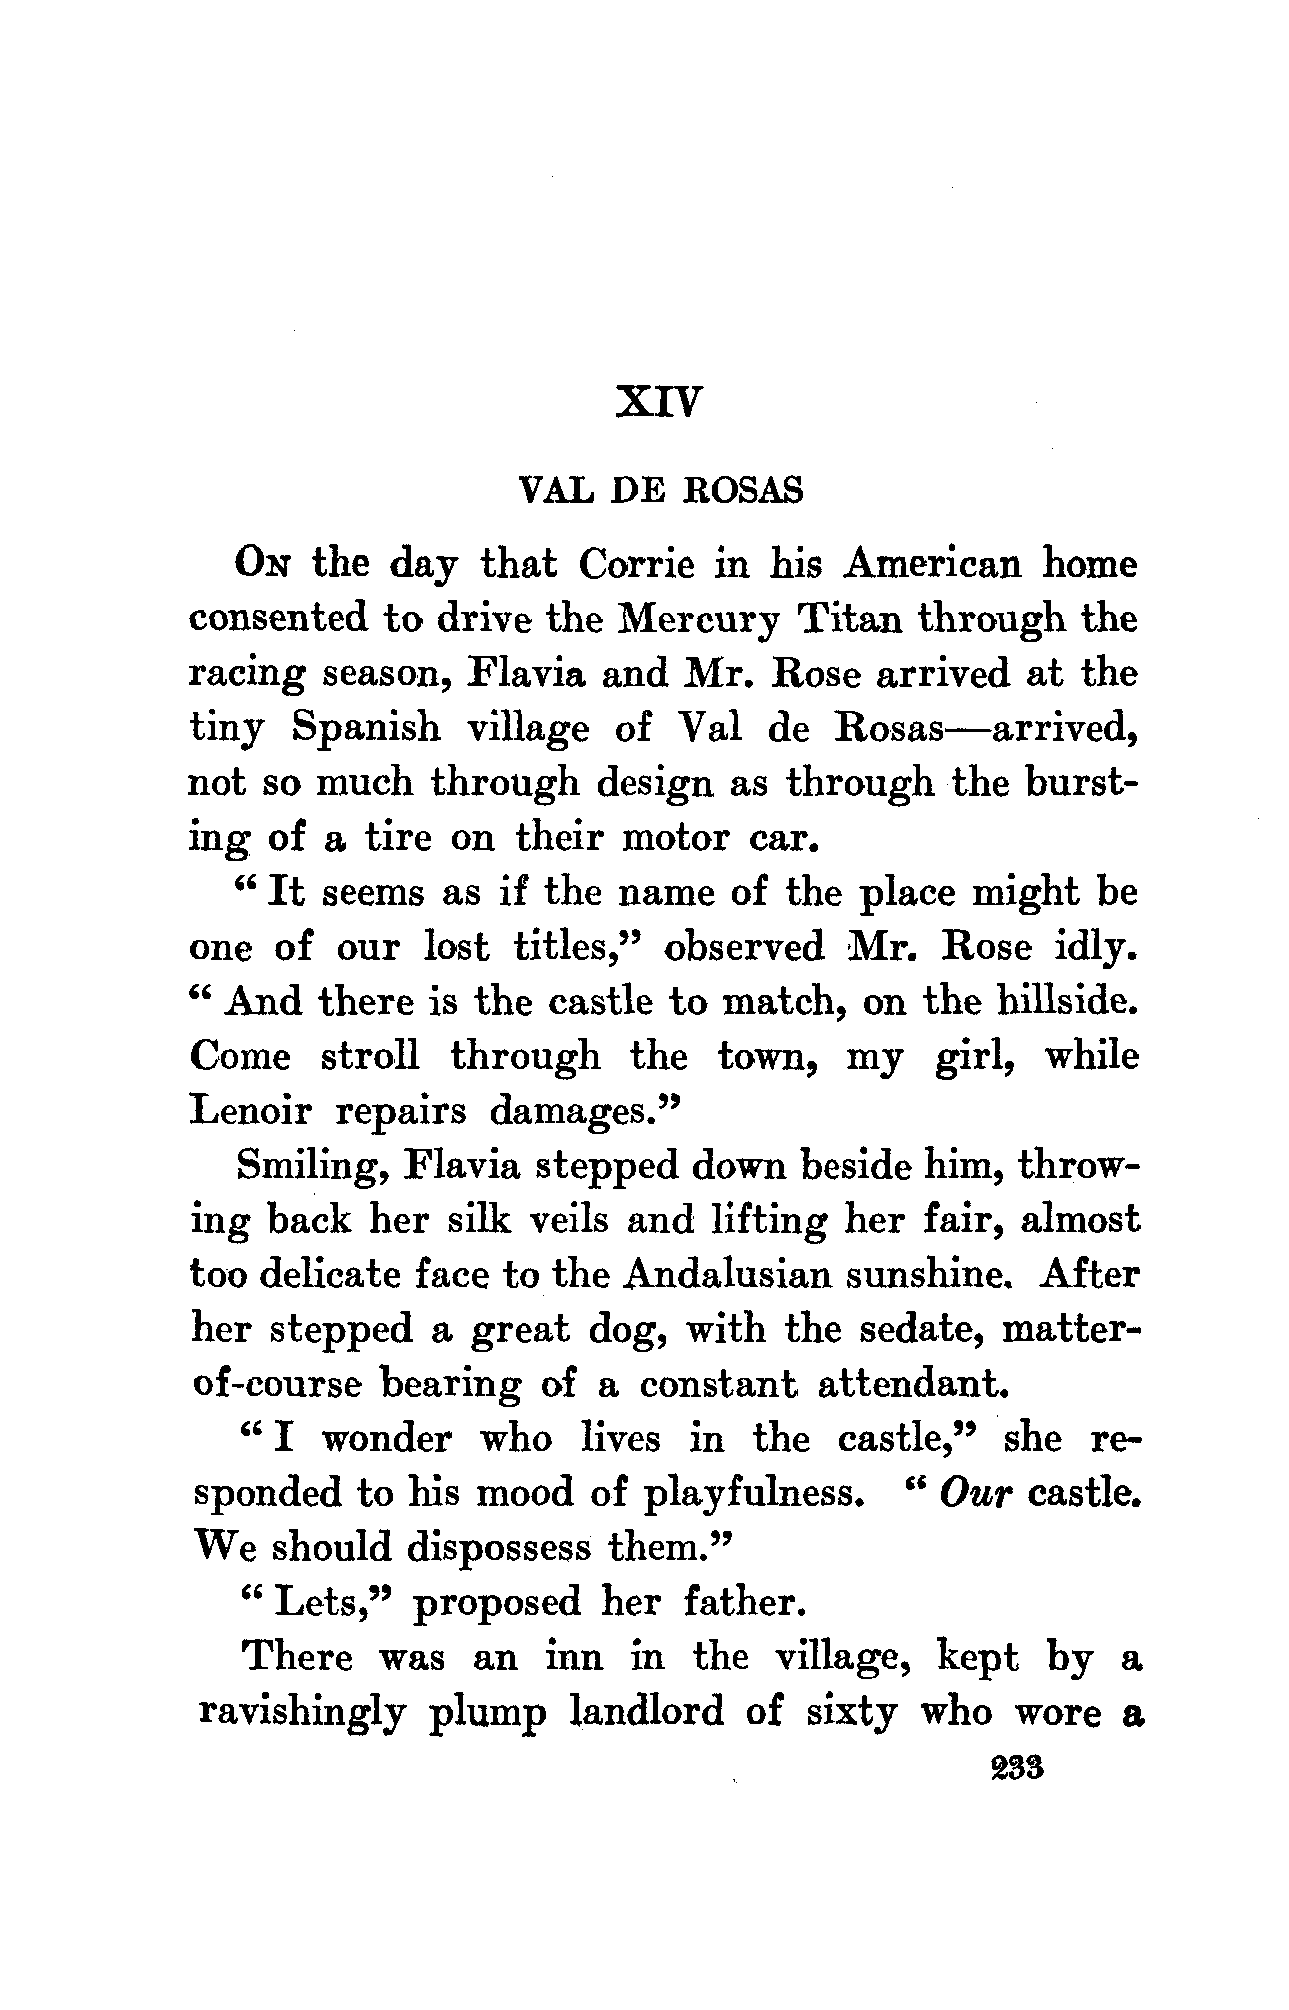 XIV
VAL DE ROSAS
On the day that Corrie in his American home
consented to drive the Mercury Titan through the
racing season, Flavia and Mr. Rose arrived at the
tiny Spanish village of Val de Rosas—arrived,
not so much through design as through the burst-
ing of a tire on their motor car.
“ It seems as if the name of the place might be
one of our lost titles,” observed Mr. Rose idly.
“ And there is the castle to match, on the hillside.
Come stroll through the town, my girl, while
Lenoir repairs damages.”
Smiling, Flavia stepped down beside him, throw-
ing back her silk veils and lifting her fair, almost
too delicate face to the Andalusian sunshine. After
her stepped a great dog, with the sedate, matter-
of-course bearing of a constant attendant.
“ I wonder who lives in the castle,” she re-
sponded to his mood of playfulness. “ Our castle.
We should dispossess them.”
“ Lets,” proposed her father.
There was an inn in the village, kept by a
ravishingly plump landlord of sixty who wore a
233